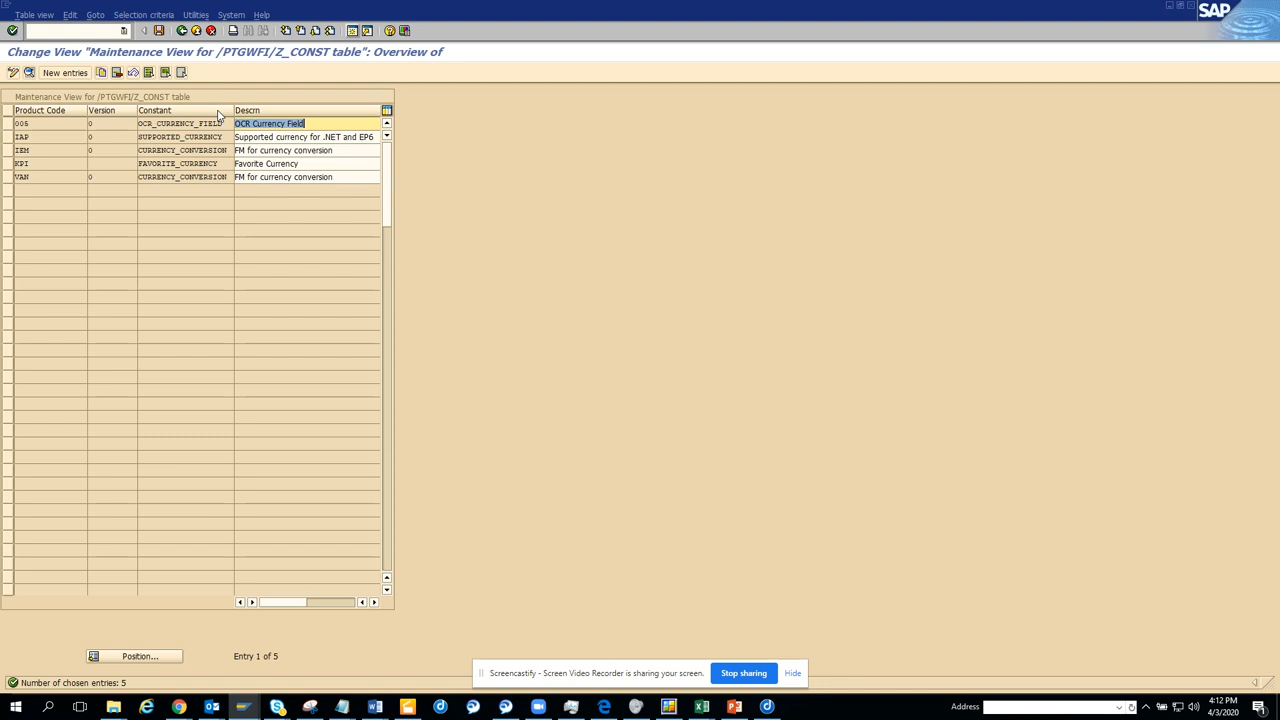 Table view Edit Goto Selection criteria Utilities System Help
SAP
Change View "Maintenance View for /PTGWFI/Z_CONST table": Overview of
New entries
Maintenance View for /PTGWFI/Z_CONST table
Product Code Version Constant Descrn
005 0 OCR_CURRENCY_FIELD OCR Currency Field
IAP 0 SUPPORTED_CURRENCY Supported currency for .NET and EP6
IEM 0 CURRENCY_CONVERSION FM for currency conversion
KPI FAVORITE_CURRENCY Favorite Currency
VAN 0 CURRENCY_CONVERSION FM for currency conversion
Position... Entry 1 of 5
Screencastify - Screen Video Recorder is sharing your screen. Stop sharing Hide
Number of chosen entries: 5
Address
4:12 PM
4/3/2020